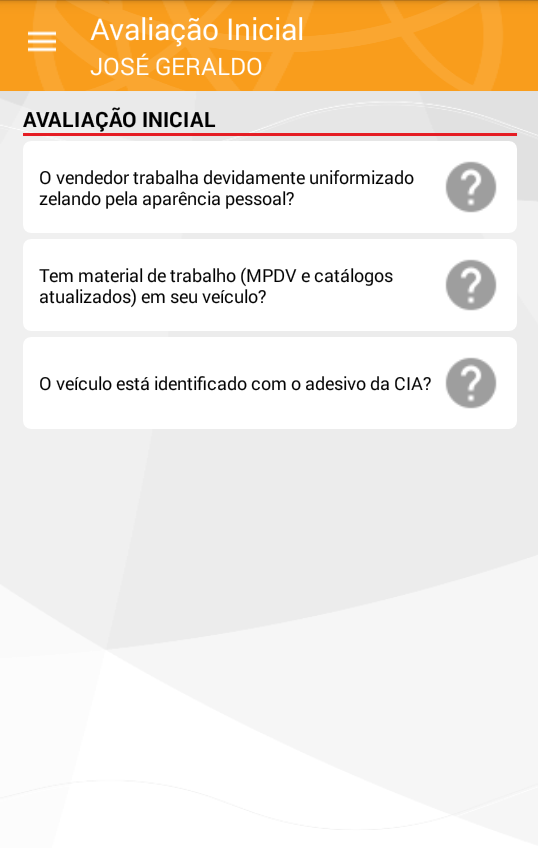 Avaliação Inicial
JOSÉ GERALDO
AVALIAÇÃO INICIAL
O vendedor trabalha devidamente uniformizado
zelando pela aparência pessoal?
Tem material de trabalho (MPDV e catálogos
atualizados) em seu veículo?
O veículo está identificado com o adesivo da CIA?